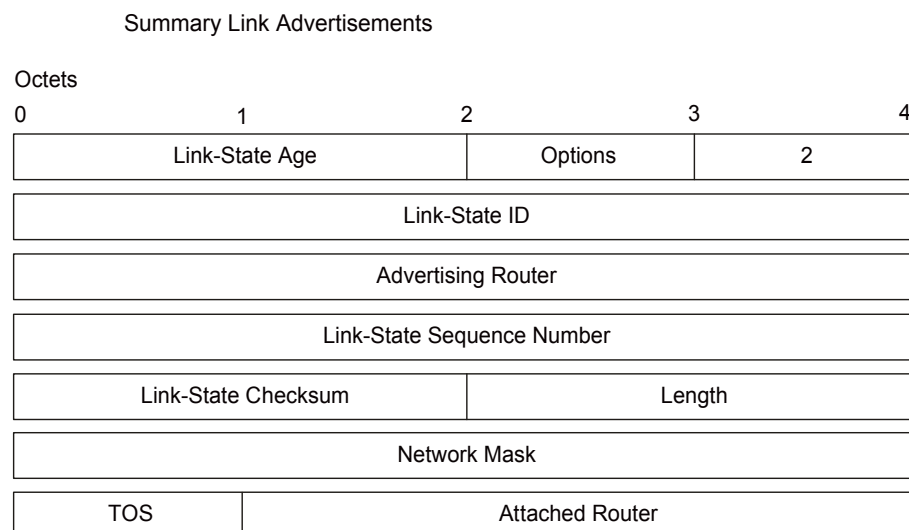 Summary Link Advertisements
Octets
0 1 2 3 4
Link-State Age Options 2
Link-State ID
Advertising Router
Link-State Sequence Number
Link-State Checksum Length
Network Mask
TOS Attached Router